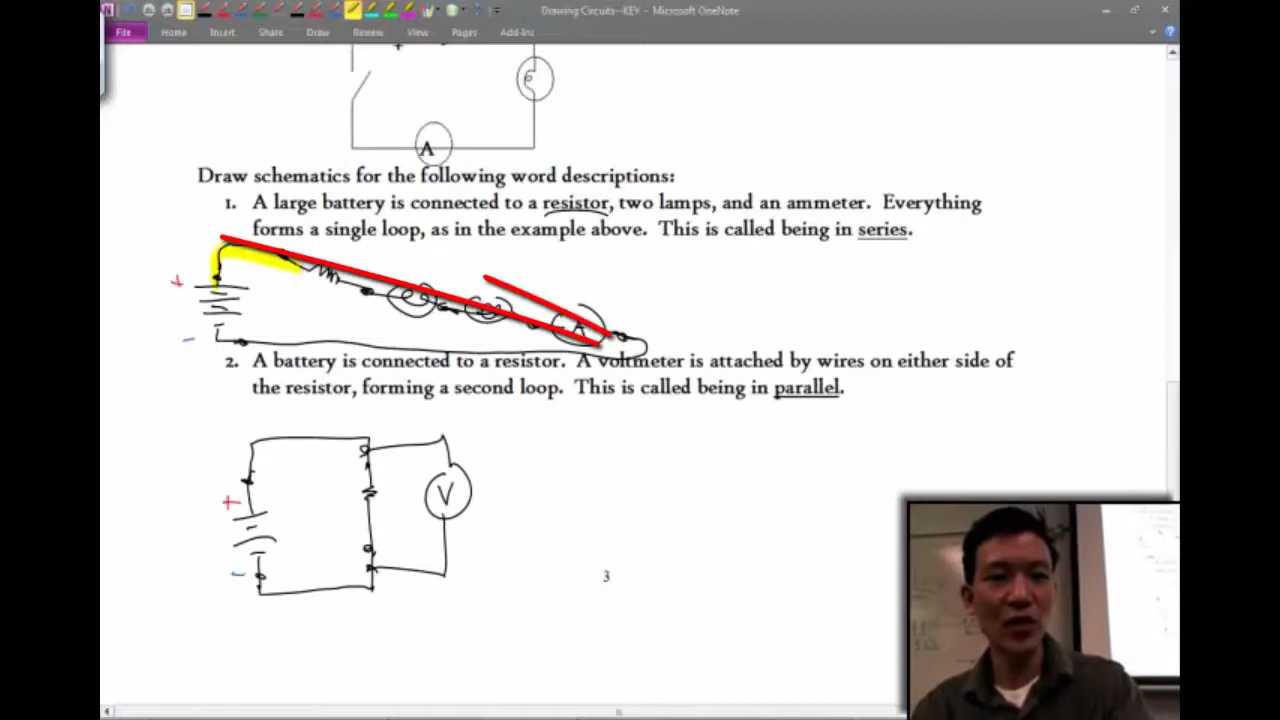 Drawing Circuits--KEY - Microsoft OneNote
File Home Insert Share Draw Review View Pages Add-Ins
+
A
Draw schematics for the following word descriptions:
1. A large battery is connected to a resistor, two lamps, and an ammeter. Everything
forms a single loop, as in the example above. This is called being in series.
+
A
-
2. A battery is connected to a resistor. A voltmeter is attached by wires on either side of
the resistor, forming a second loop. This is called being in parallel.
+ V
-
3